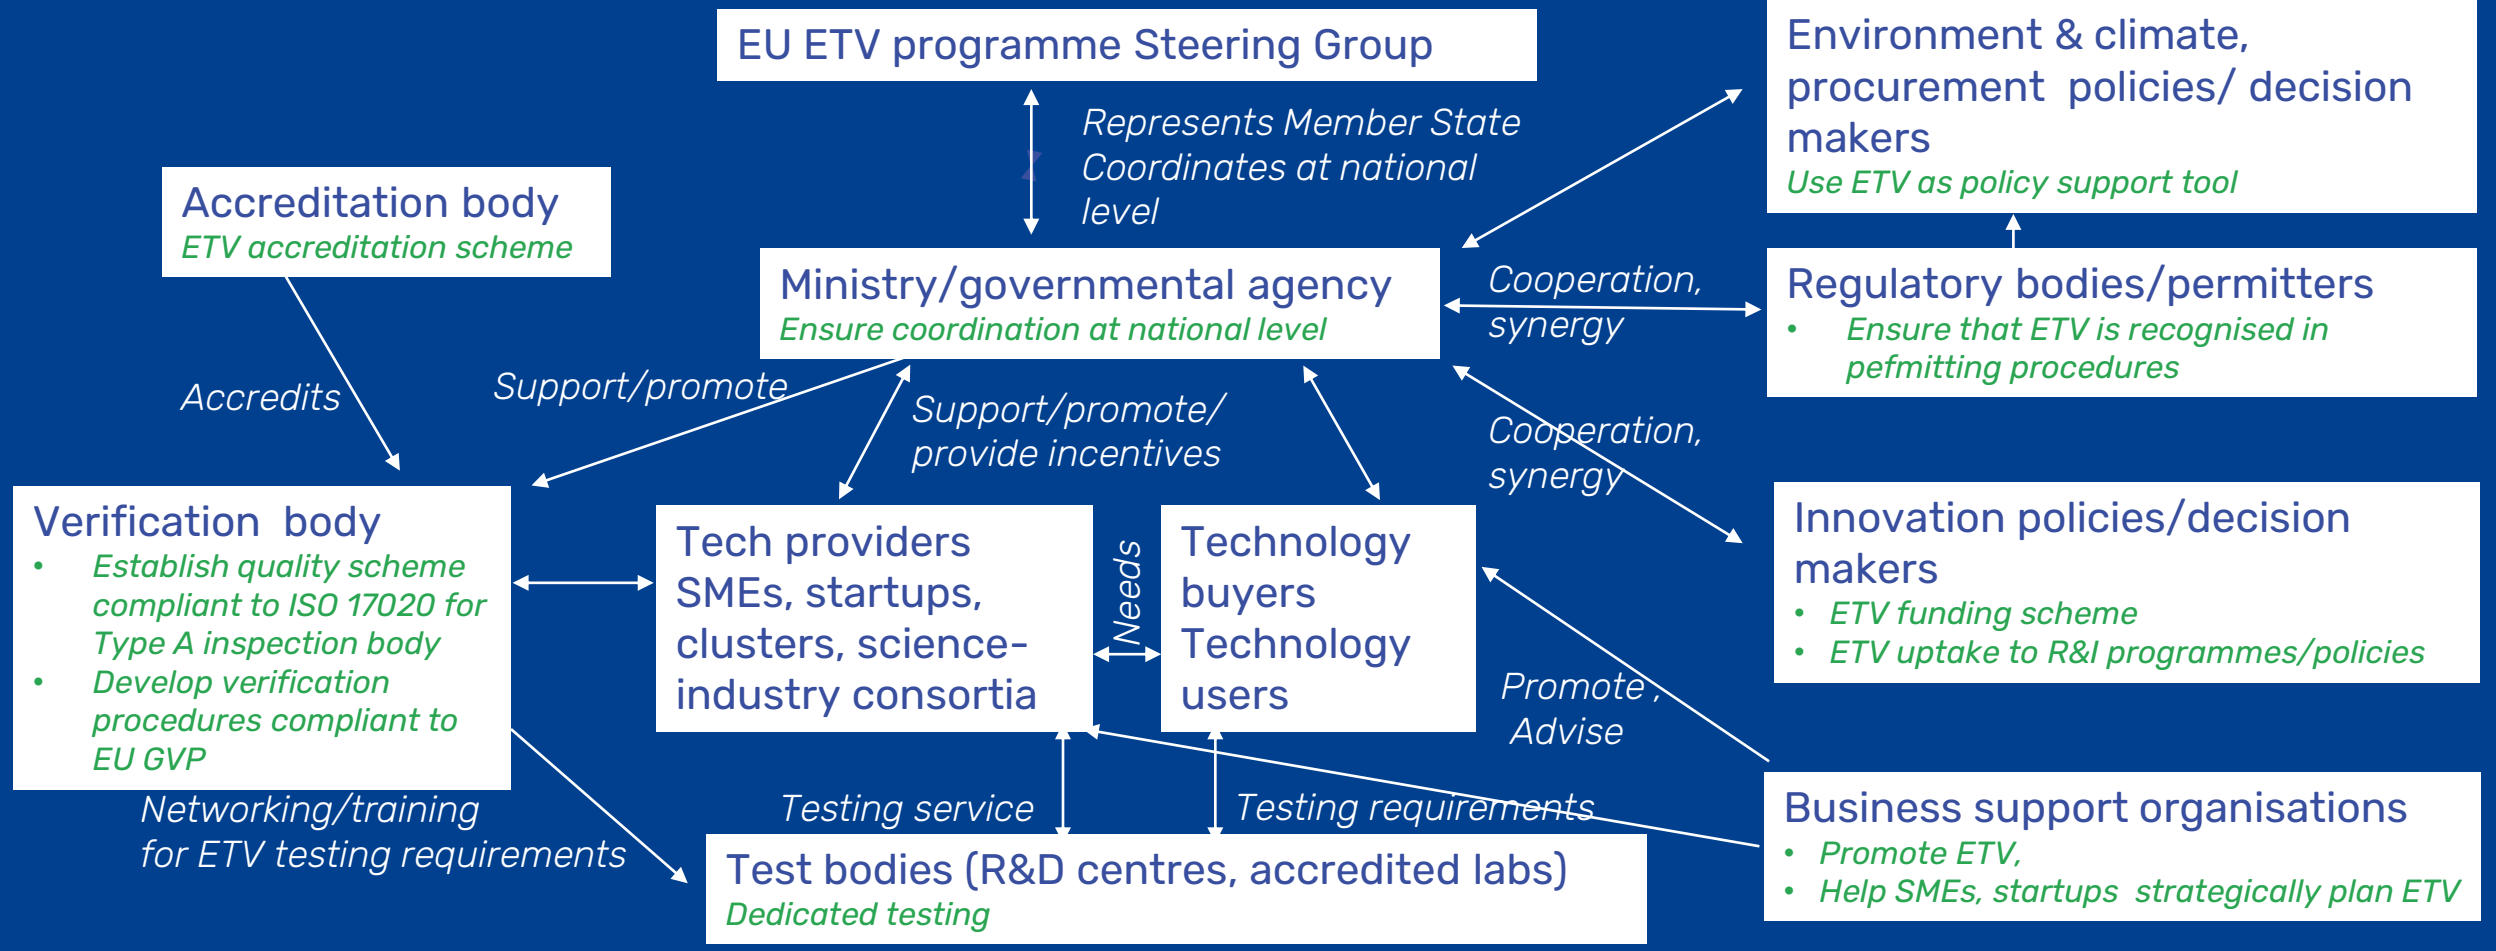 EU ETV programme Steering Group
Environment & climate,
procurement policies/ decision
makers
Use ETV as policy support tool
Represents Member State
Coordinates at national
level
Accreditation body
ETV accreditation scheme
Ministry/governmental agency
Ensure coordination at national level
Cooperation,
synergy
Regulatory bodies/permitters
• Ensure that ETV is recognised in
pefmitting procedures
Accredits
Support/promote
Support/promote/
provide incentives
Cooperation,
synergy
Verification body
• Establish quality scheme
compliant to ISO 17020 for
Type A inspection body
• Develop verification
procedures compliant to
EU GVP
Tech providers
SMEs, startups,
clusters, science-
industry consortia
Needs
Technology
buyers
Technology
users
Innovation policies/decision
makers
• ETV funding scheme
• ETV uptake to R&I programmes/policies
Promote ,
Advise
Networking/training
for ETV testing requirements
Testing service
Testing requirements
Test bodies (R&D centres, accredited labs)
Dedicated testing
Business support organisations
• Promote ETV,
• Help SMEs, startups strategically plan ETV